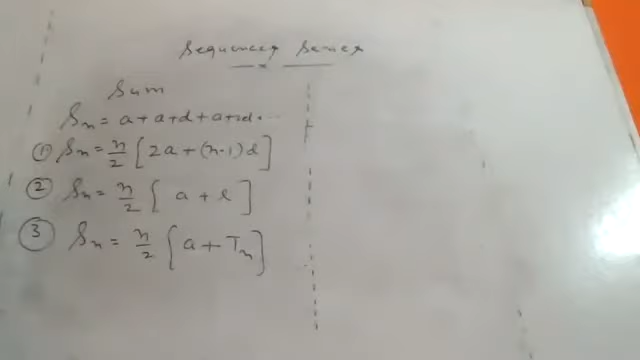 Sequences Series
Sum
Sn = a + a+d + a+2d...
① Sn = n/2 [2a + (n-1)d]
② Sn = n/2 [a + l]
③ Sn = n/2 [a + Tn]